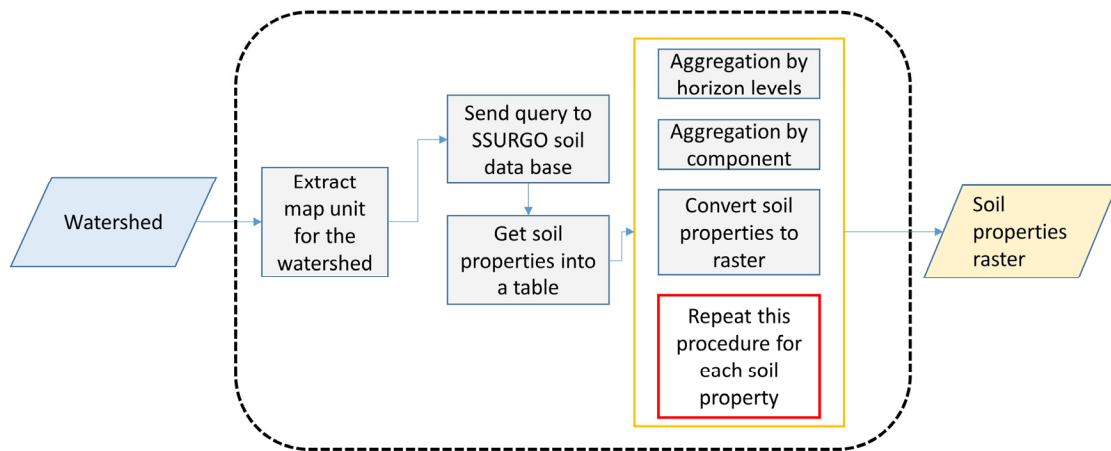 Watershed
Extract
map unit
for the
watershed
Send query to
SSURGO soil
data base
Get soil
properties into
a table
Aggregation by
horizon levels
Aggregation by
component
Convert soil
properties to
raster
Repeat this
procedure for
each soil
property
Soil
properties
raster